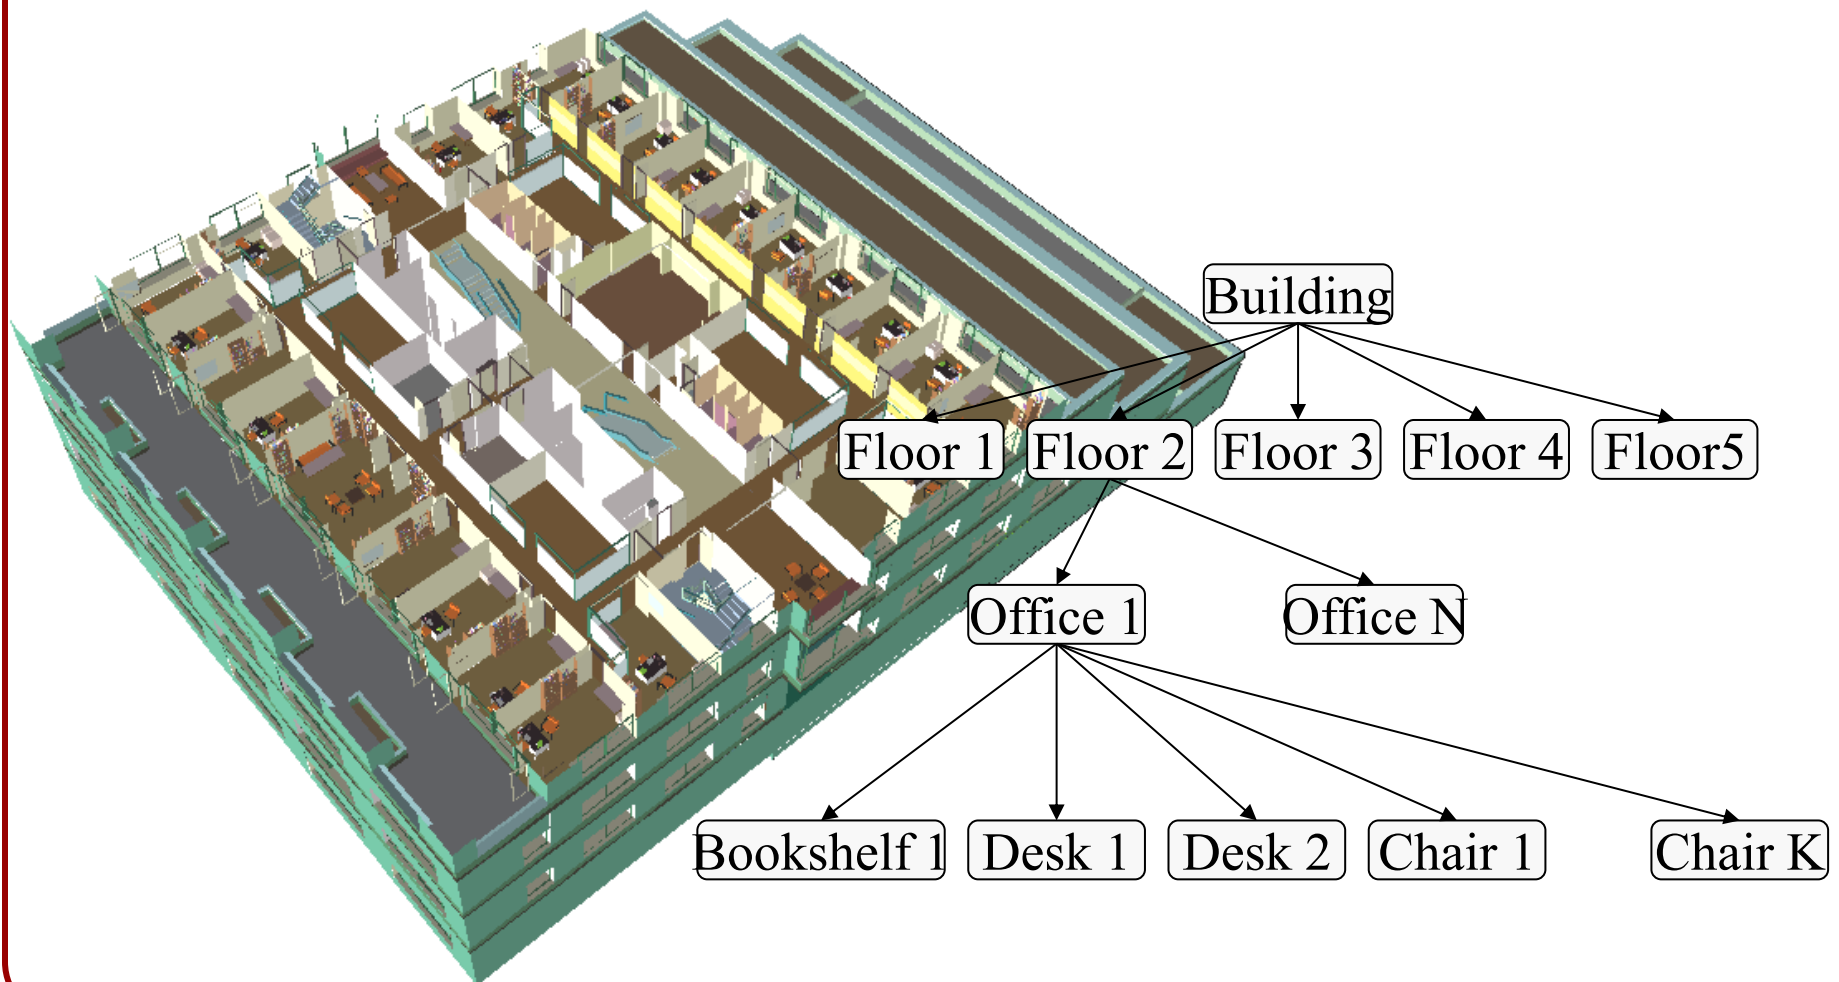 Building
Floor 1
Floor 2
Floor 3
Floor 4
Floor5
Office 1
Office N
Bookshelf 1
Desk 1
Desk 2
Chair 1
Chair K